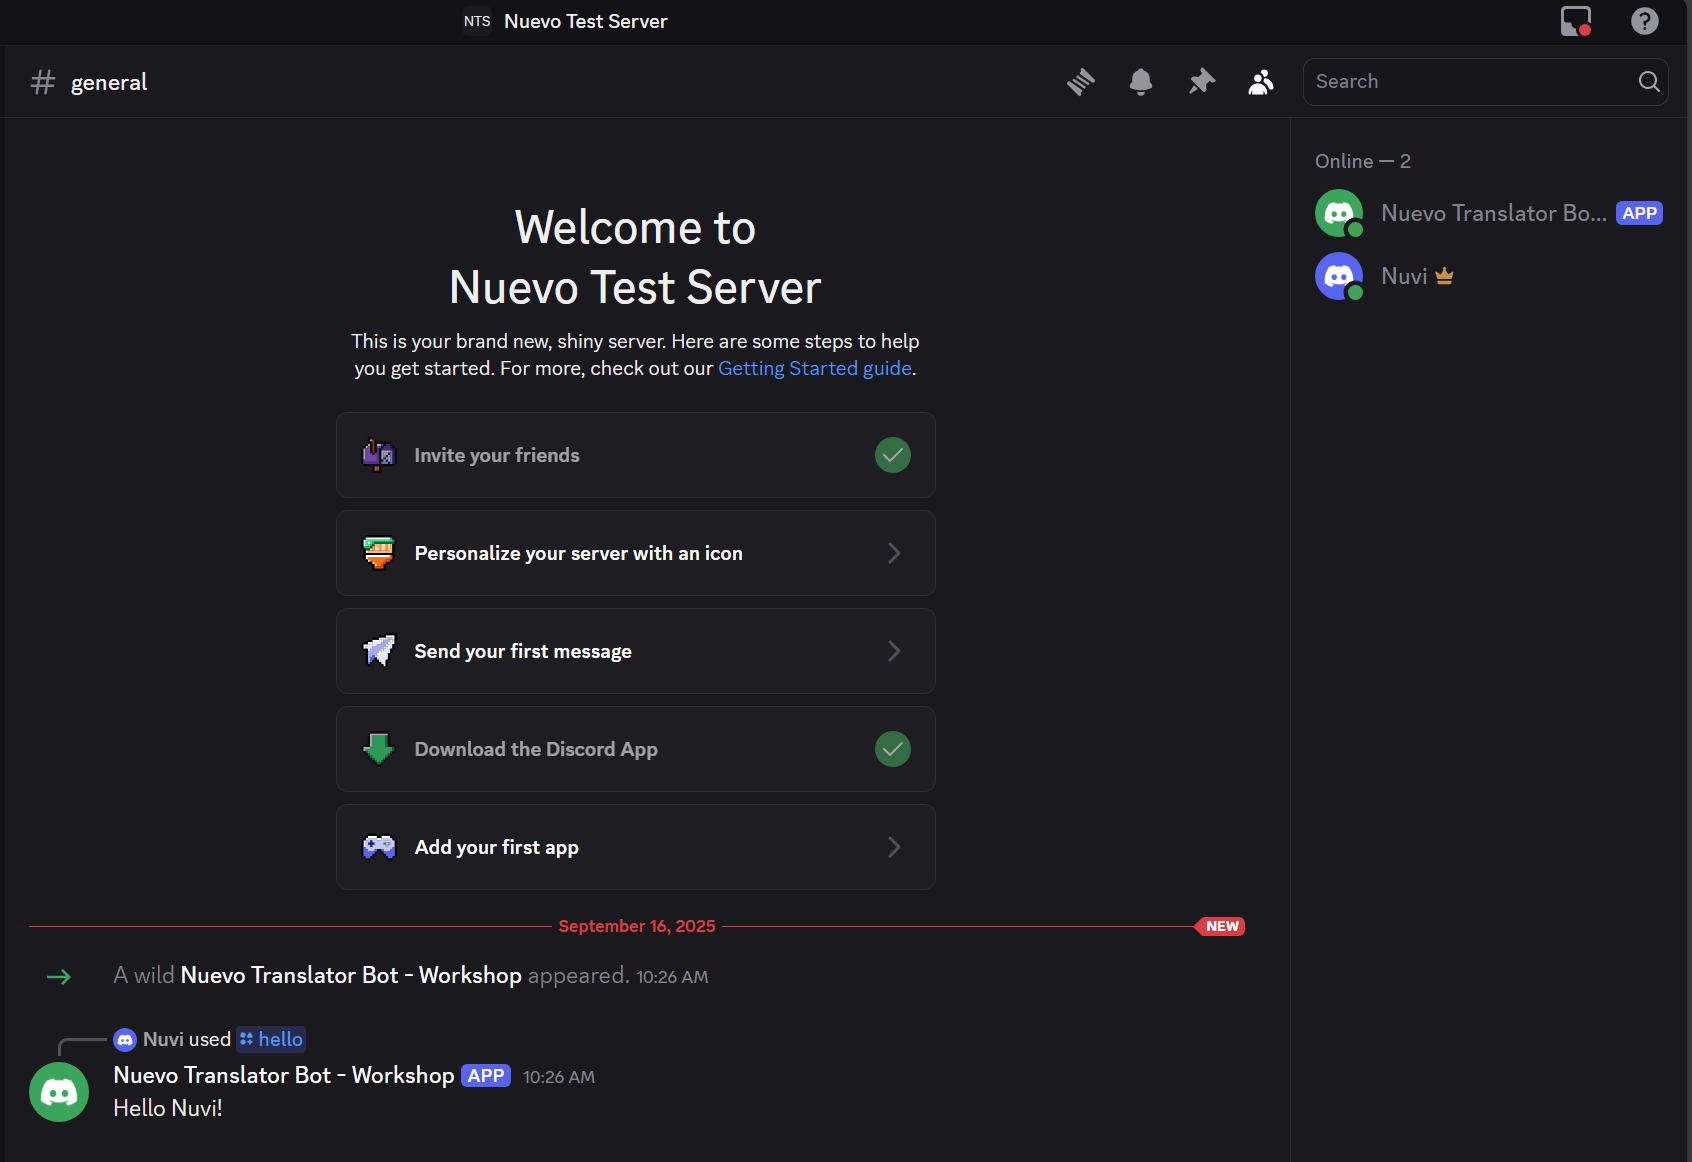 NTS Nuevo Test Server
general
Search
Online — 2
Nuevo Translator Bo... APP
Nuvi
Welcome to
Nuevo Test Server
This is your brand new, shiny server. Here are some steps to help
you get started. For more, check out our Getting Started guide.
Invite your friends
Personalize your server with an icon
Send your first message
Download the Discord App
Add your first app
September 16, 2025 NEW
A wild Nuevo Translator Bot - Workshop appeared. 10:26 AM
Nuvi used hello
Nuevo Translator Bot - Workshop APP 10:26 AM
Hello Nuvi!